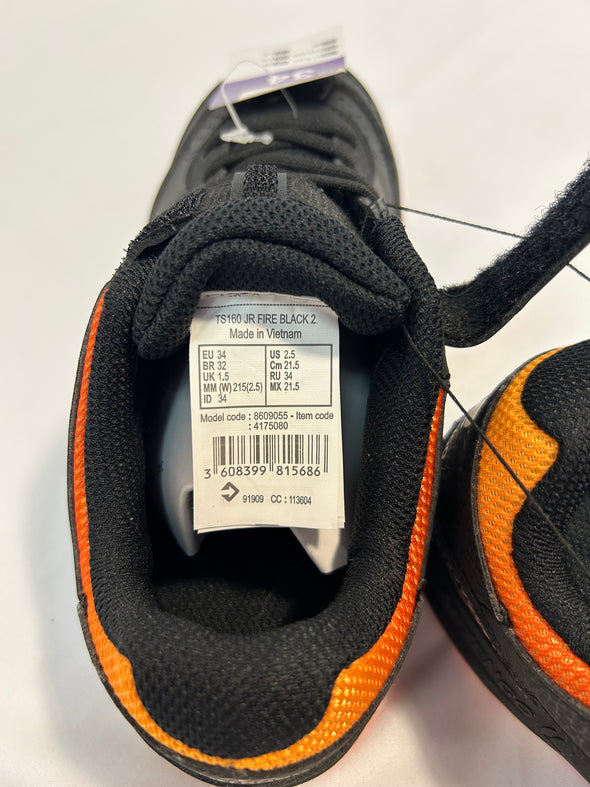 34
TS160 JR FIRE BLACK 2.
Made in Vietnam
EU 34 US 2.5
BR 32 Cm 21.5
UK 1.5 RU 34
MM (W) 215(2.5) MX 21.5
ID 34
Model code : 8609055 - Item code
: 4175080
3 608399 815686
91909 CC : 113604